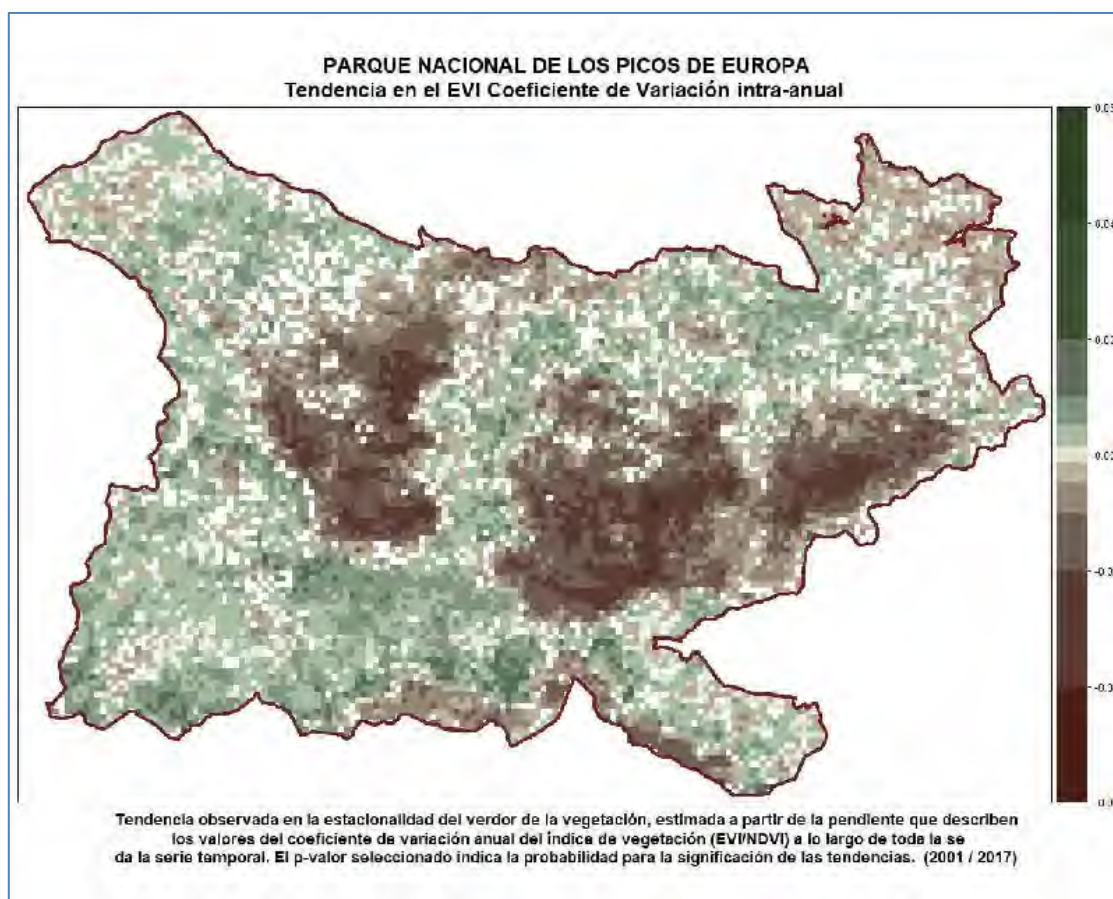 PARQUE NACIONAL DE LOS PICOS DE EUROPA
Tendencia en el EVI Coeficiente de Variación intra-anual
Tendencia observada en la estacionalidad del verdor de la vegetación, estimada a partir de la pendiente que describen
los valores del coeficiente de variación anual del índice de vegetación (EVI/NDVI) a lo largo de toda la se
da la serie temporal. El p-valor seleccionado indica la probabilidad para la significación de las tendencias. (2001 / 2017)